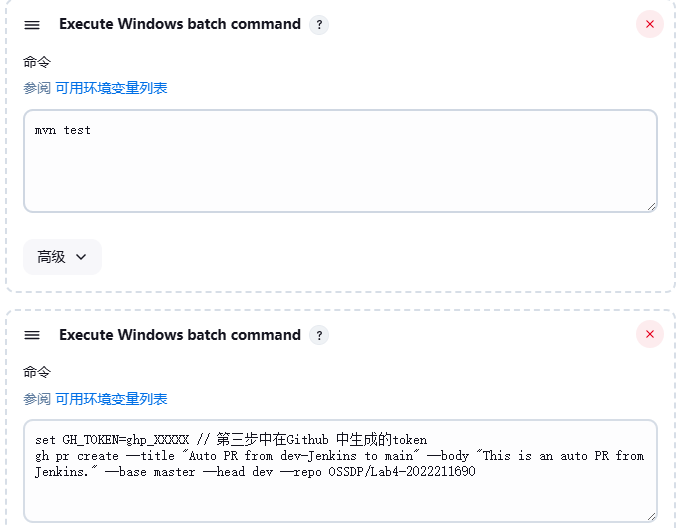 Execute Windows batch command ?
命令
参阅 可用环境变量列表
mvn test
高级
Execute Windows batch command ?
命令
参阅 可用环境变量列表
set GH_TOKEN=ghp_XXXXX // 第三步中在Github 中生成的token
gh pr create --title "Auto PR from dev-Jenkins to main" --body "This is an auto PR from
Jenkins." --base master --head dev --repo OSSDP/Lab4-2022211690